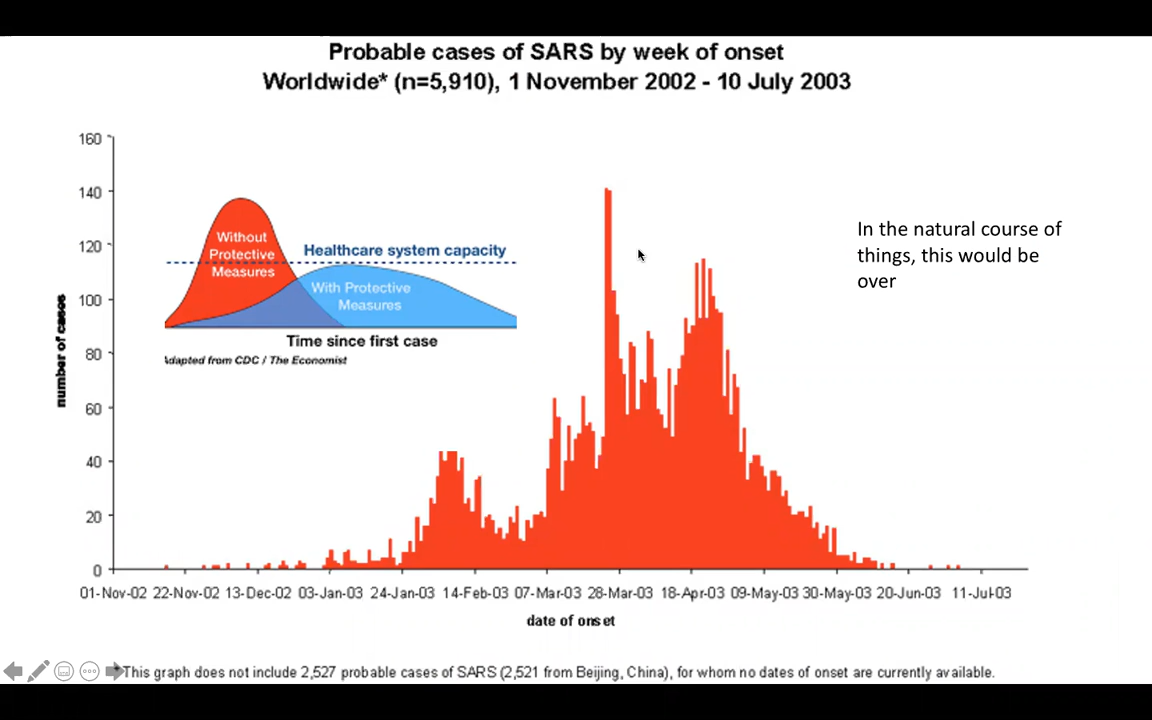 Probable cases of SARS by week of onset
Worldwide* (n=5,910), 1 November 2002 - 10 July 2003
160
140
120
100
80
60
40
20
0
number of cases
Without
Protective
Measures
Healthcare system capacity
With Protective
Measures
Time since first case
Adapted from CDC / The Economist
In the natural course of
things, this would be
over
01-Nov-02 22-Nov-02 13-Dec-02 03-Jan-03 24-Jan-03 14-Feb-03 07-Mar-03 28-Mar-03 18-Apr-03 09-May-03 30-May-03 20-Jun-03 11-Jul-03
date of onset
*This graph does not include 2,527 probable cases of SARS (2,521 from Beijing, China), for whom no dates of onset are currently available.